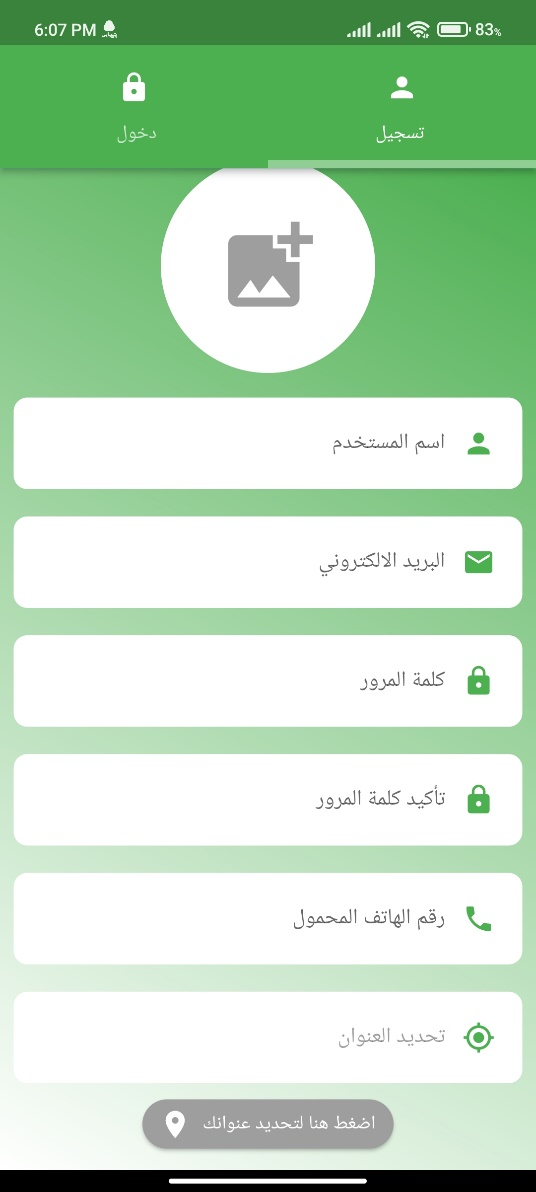 6:07 PM
83%
تسجيل
دخول
اسم المستخدم
البريد الالكتروني
كلمة المرور
تأكيد كلمة المرور
رقم الهاتف المحمول
تحديد العنوان
اضغط هنا لتحديد عنوانك